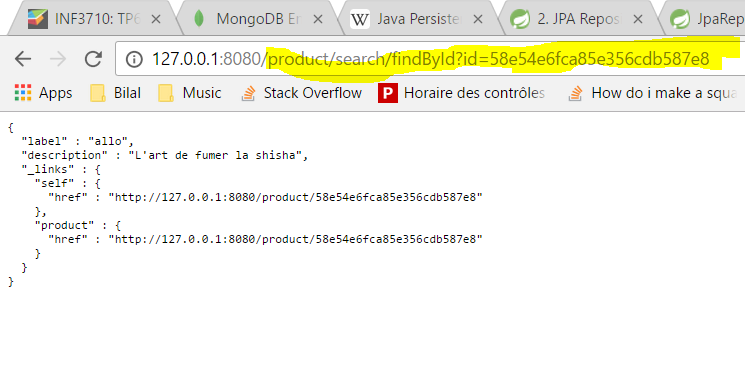 INF3710: TP6 MongoDB En Java Persiste 2. JPA Repos JpaRep
127.0.0.1:8080/product/search/findById?id=58e54e6fca85e356cdb587e8
Apps Bilal Music Stack Overflow Horaire des contrôles How do i make a squa
{
"label" : "allo",
"description" : "L'art de fumer la shisha",
"_links" : {
"self" : {
"href" : "http://127.0.0.1:8080/product/58e54e6fca85e356cdb587e8"
},
"product" : {
"href" : "http://127.0.0.1:8080/product/58e54e6fca85e356cdb587e8"
}
}
}